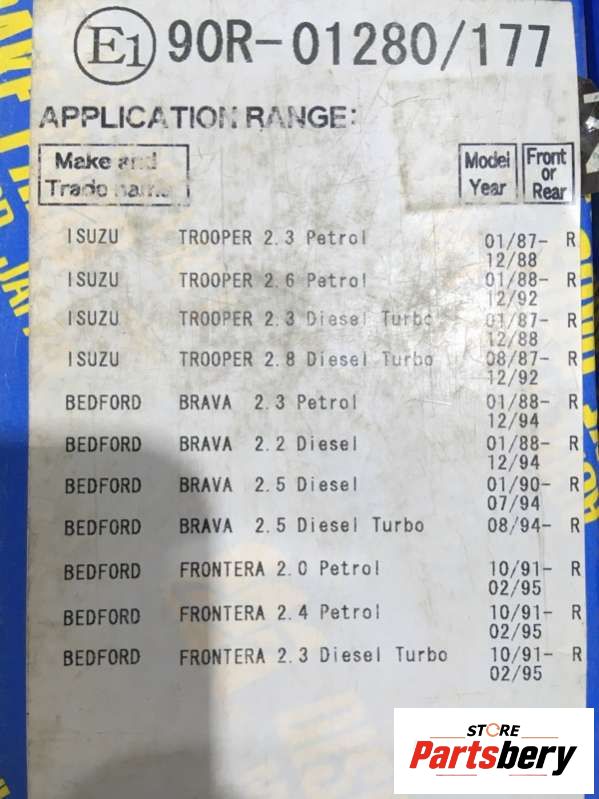 E1 90R-01280/177
APPLICATION RANGE:
Make and Trade name Model Year Front or Rear
ISUZU TROOPER 2.3 Petrol 01/87- R
12/88
ISUZU TROOPER 2.6 Petrol 01/88- R
12/92
ISUZU TROOPER 2.3 Diesel Turbo 01/87- R
12/88
ISUZU TROOPER 2.8 Diesel Turbo 08/87- R
12/92
BEDFORD BRAVA 2.3 Petrol 01/88- R
12/94
BEDFORD BRAVA 2.2 Diesel 01/88- R
12/94
BEDFORD BRAVA 2.5 Diesel 01/90- R
07/94
BEDFORD BRAVA 2.5 Diesel Turbo 08/94- R
BEDFORD FRONTERA 2.0 Petrol 10/91- R
02/95
BEDFORD FRONTERA 2.4 Petrol 10/91- R
02/95
BEDFORD FRONTERA 2.3 Diesel Turbo 10/91- R
02/95
STORE
Partsbery